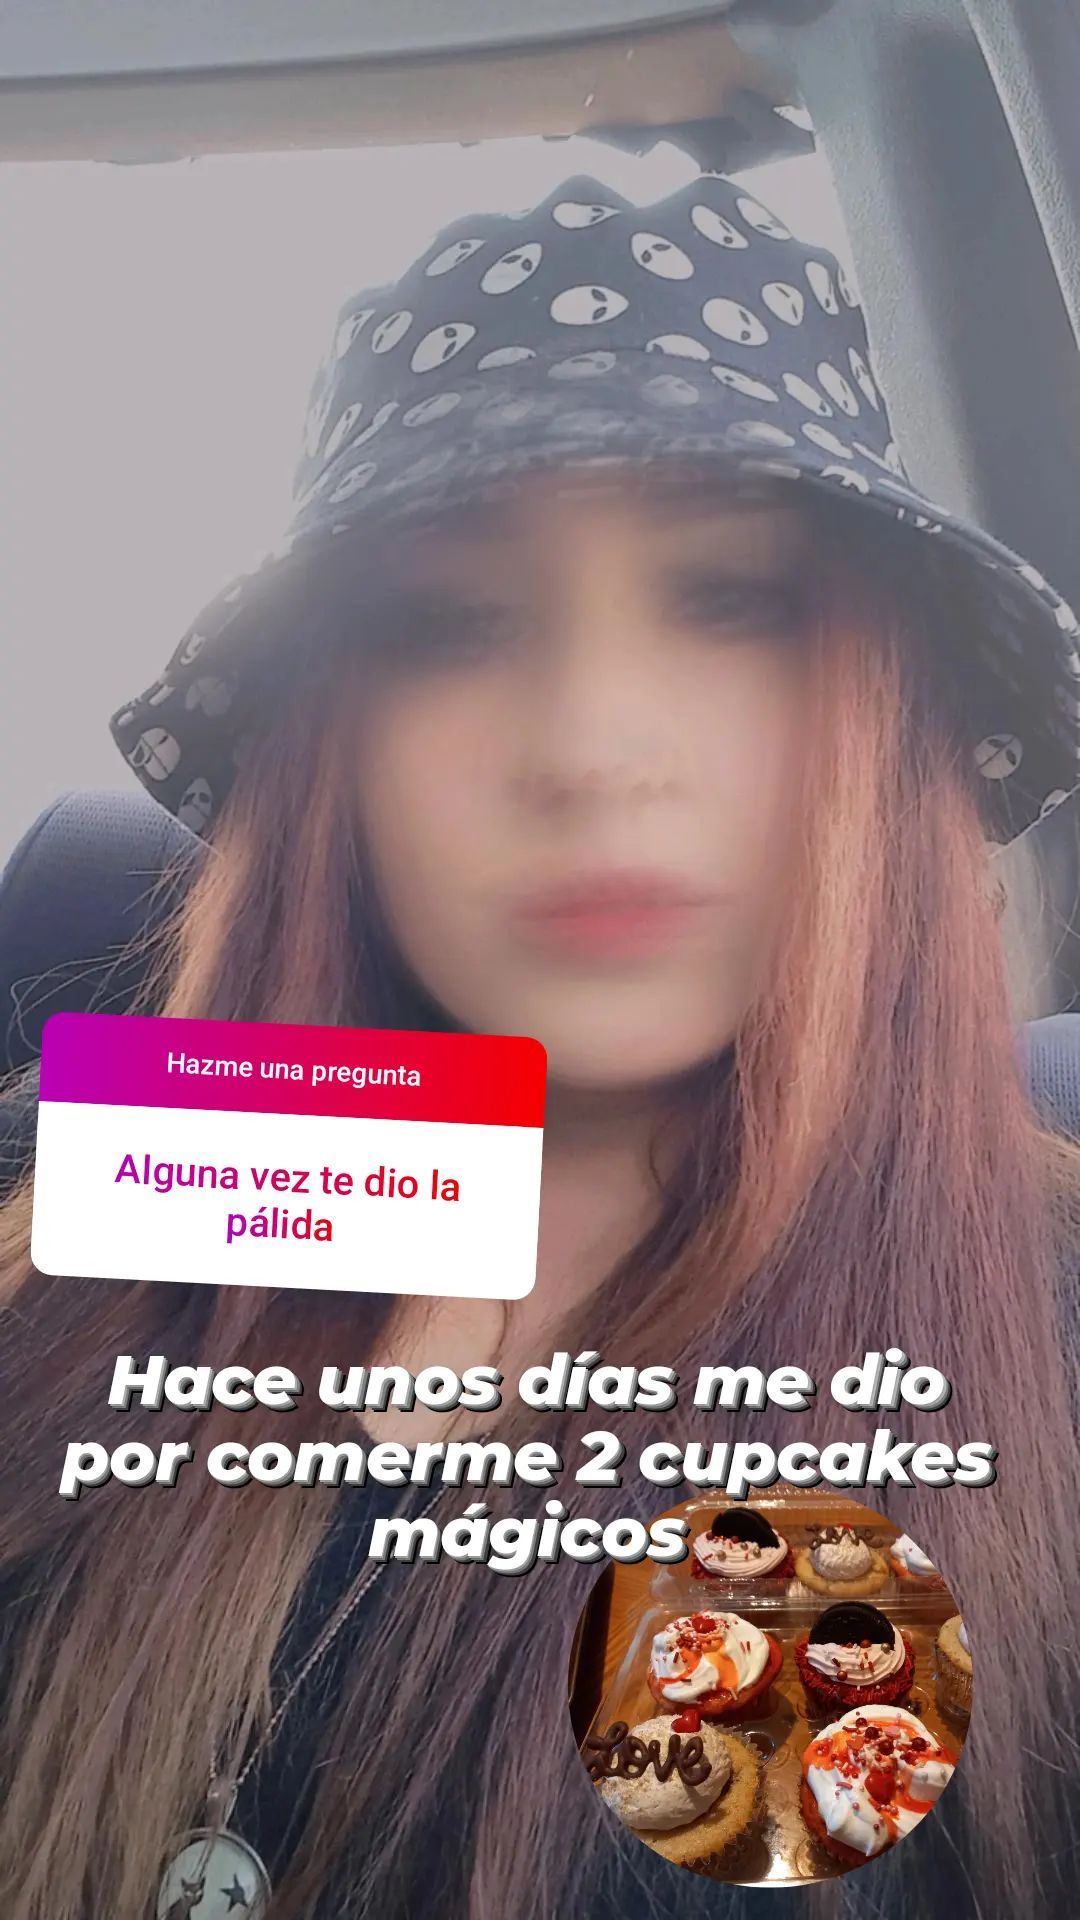 Hazme una pregunta
Alguna vez te dio la
pálida
Hace unos días me dio
por comerme 2 cupcakes
mágicos
Love